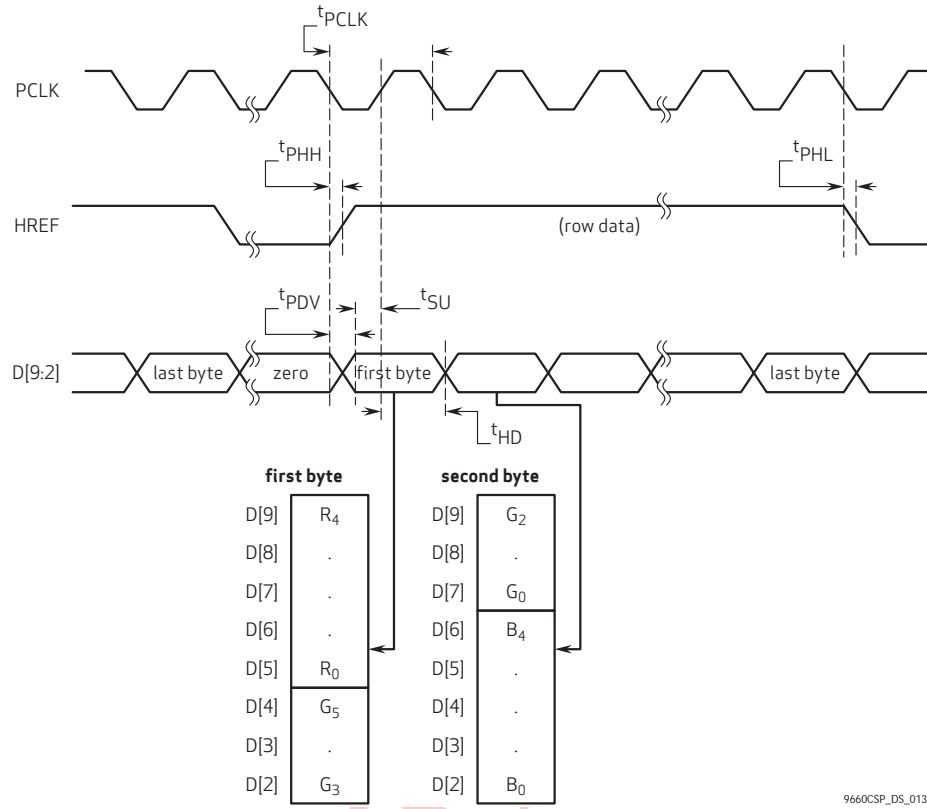 tPCLK
PCLK
tPHH
tPHL
HREF
(row data)
tPDV
tSU
D[9:2]
last byte
zero
first byte
last byte
tHD
first byte
second byte
D[9] R4 D[9] G2
D[8] . D[8] .
D[7] . D[7] G0
D[6] . D[6] B4
D[5] R0 D[5] .
D[4] G5 D[4] .
D[3] . D[3] .
D[2] G3 D[2] B0
9660CSP_DS_013